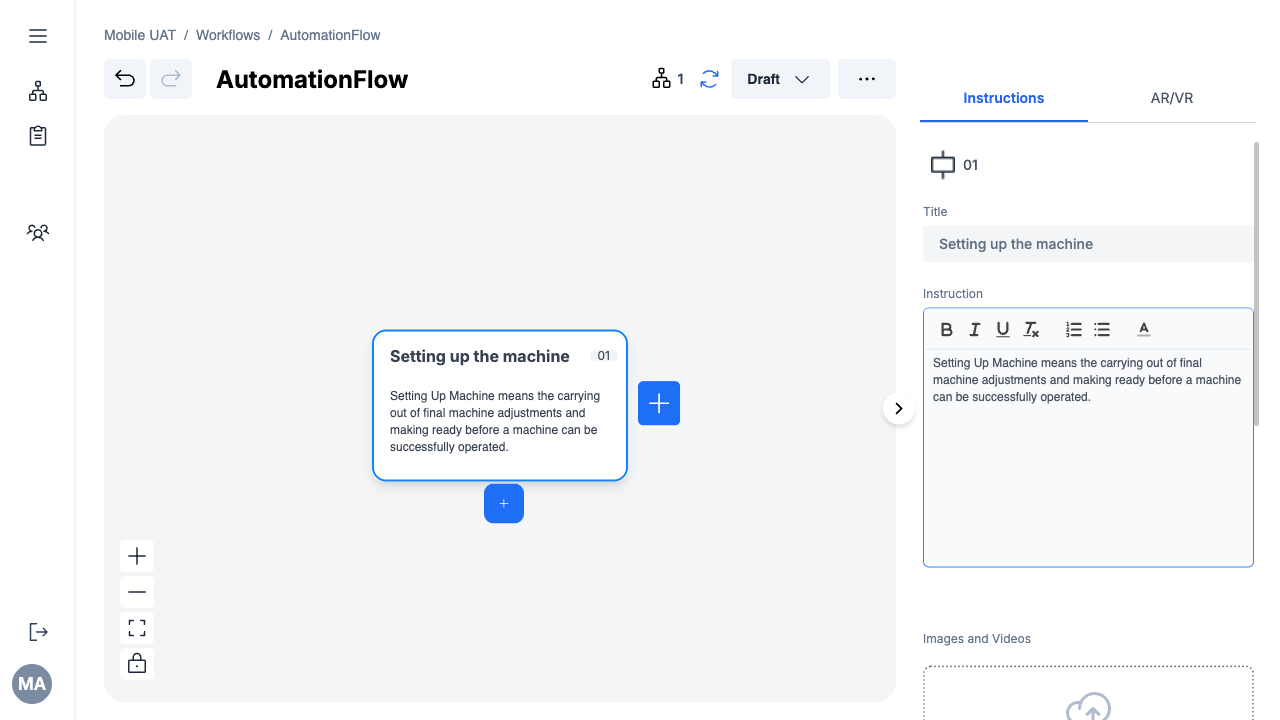 Mobile UAT / Workflows / AutomationFlow
AutomationFlow
1
Draft
Instructions
AR/VR
01
Title
Setting up the machine
Instruction
B I U Tx A
Setting Up Machine means the carrying out of final
machine adjustments and making ready before a machine
can be successfully operated.
Images and Videos
Setting up the machine 01
Setting Up Machine means the carrying
out of final machine adjustments and
making ready before a machine can be
successfully operated.
MA